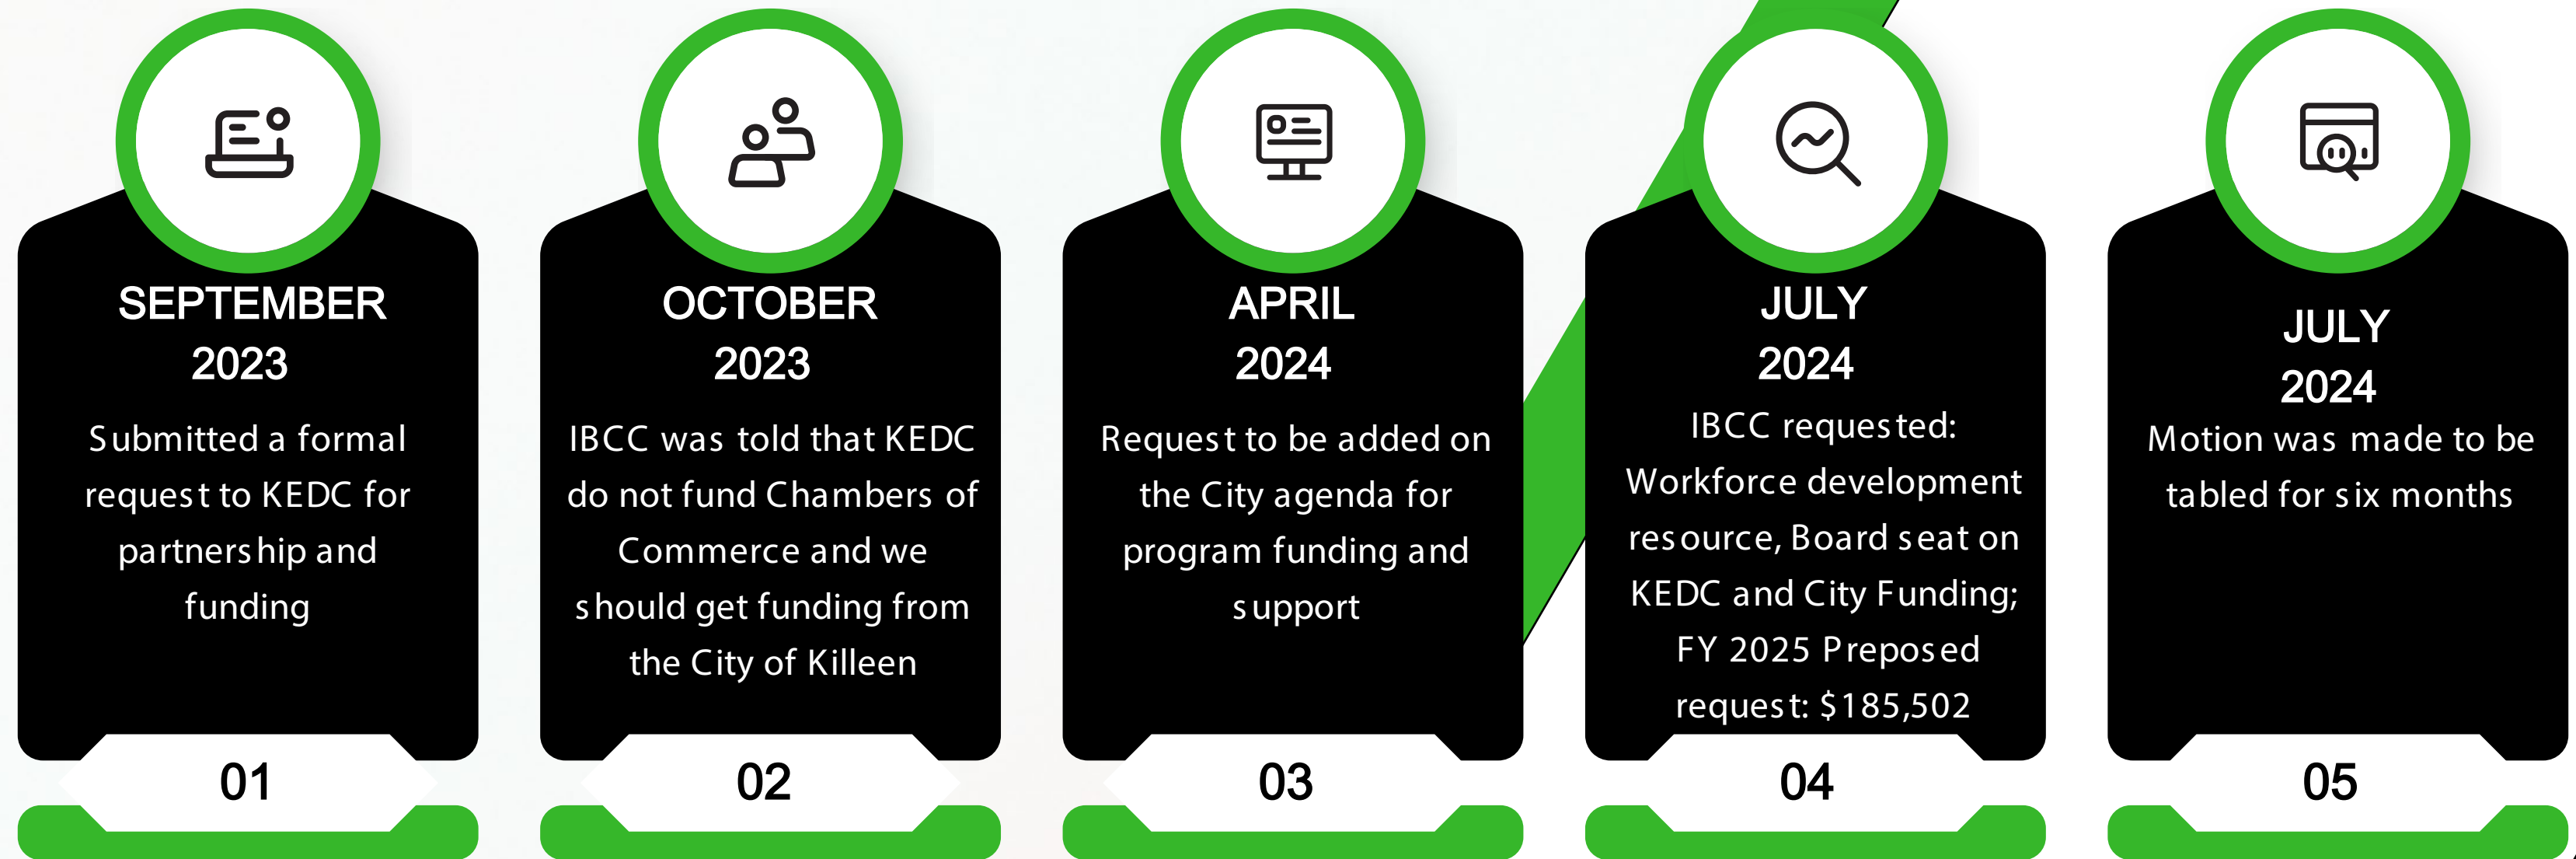 SEPTEMBER
2023
Submitted a formal
request to KEDC for
partnership and
funding
01
OCTOBER
2023
IBCC was told that KEDC
do not fund Chambers of
Commerce and we
should get funding from
the City of Killeen
02
APRIL
2024
Request to be added on
the City agenda for
program funding and
support
03
JULY
2024
IBCC requested:
Workforce development
resource, Board seat on
KEDC and City Funding;
FY 2025 Preposed
request: $185,502
04
JULY
2024
Motion was made to be
tabled for six months
05